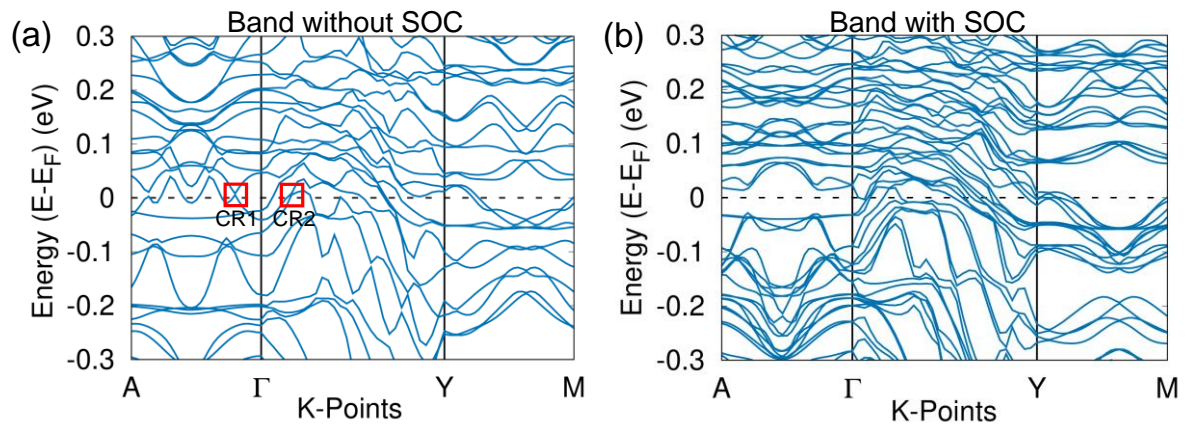 (a) Band without SOC
Energy (E-E_F) (eV)
0.3
0.2
0.1
0
-0.1
-0.2
-0.3
CR1 CR2
A Γ Y M
K-Points
(b) Band with SOC
Energy (E-E_F) (eV)
0.3
0.2
0.1
0
-0.1
-0.2
-0.3
A Γ Y M
K-Points